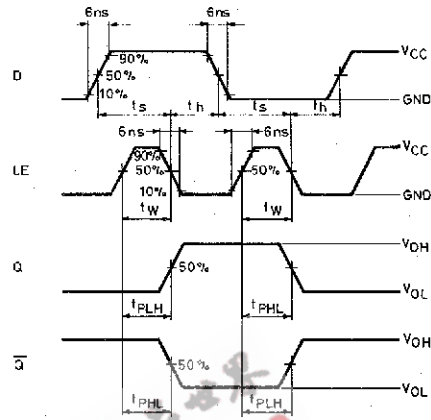 6ns 6ns
VCC
90%
D 50%
10% ts th ts th GND
6ns 6ns VCC
90%
LE 50% 50%
10% GND
tW tW
VOH
Q 50%
tPLH tPHL VOL
VOH
Q 50%
VOL
tPHL tPLH